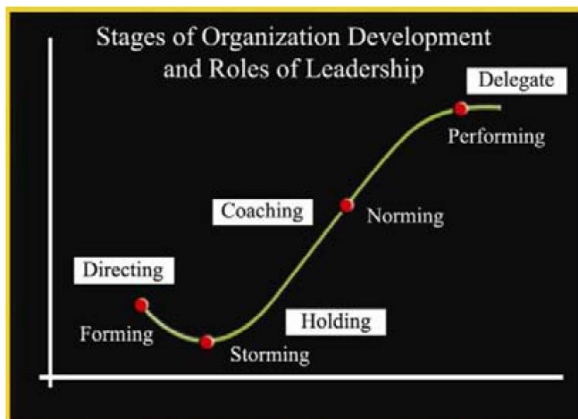 Stages of Organization Development
and Roles of Leadership
Delegate
Performing
Coaching
Norming
Directing
Forming
Holding
Storming